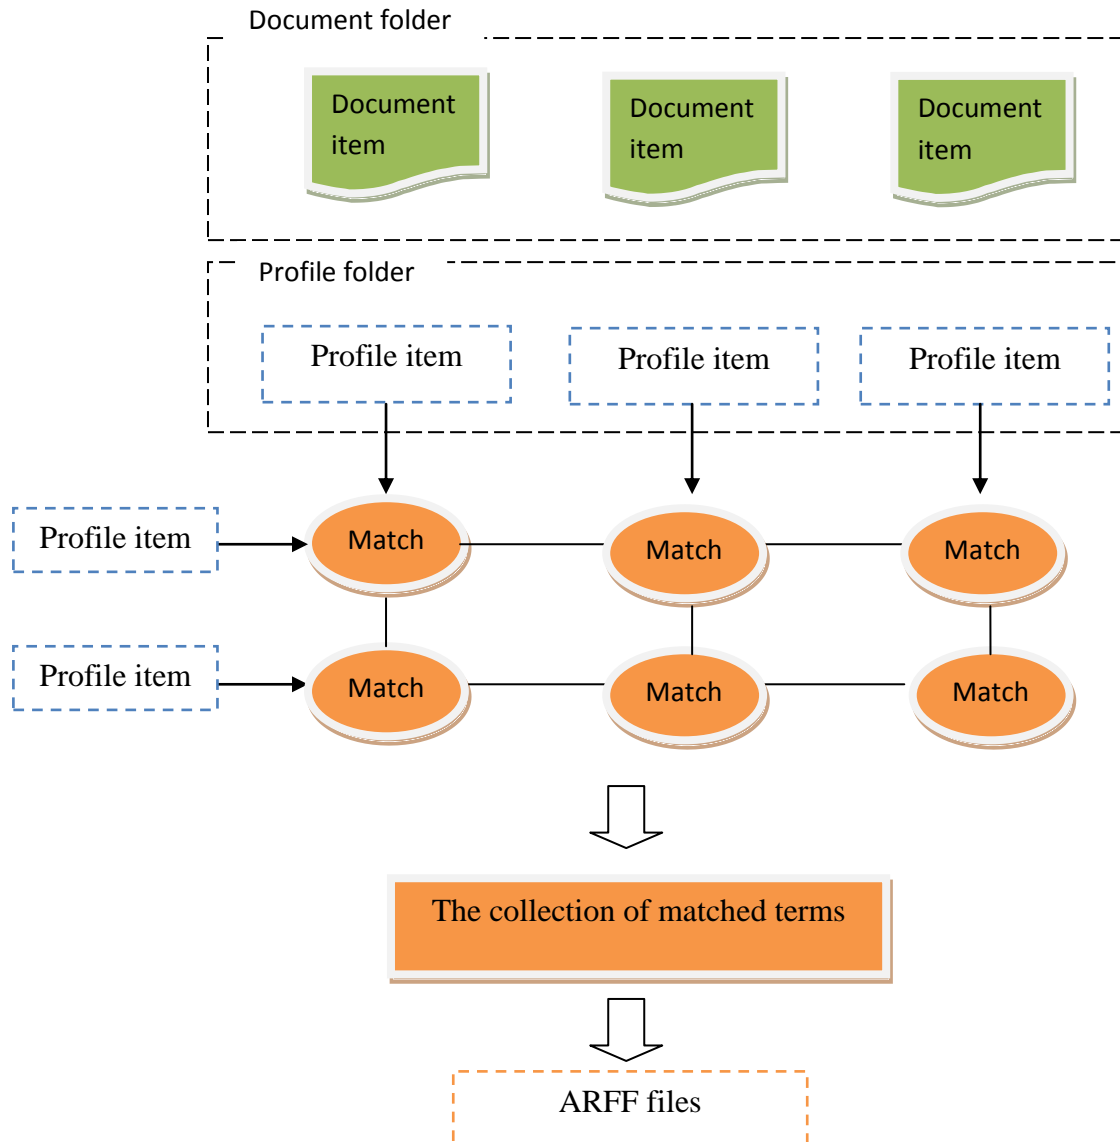 Document folder
Document
item
Document
item
Document
item
Profile folder
Profile item
Profile item
Profile item
Profile item
Match
Match
Match
Profile item
Match
Match
Match
The collection of matched terms
ARFF files